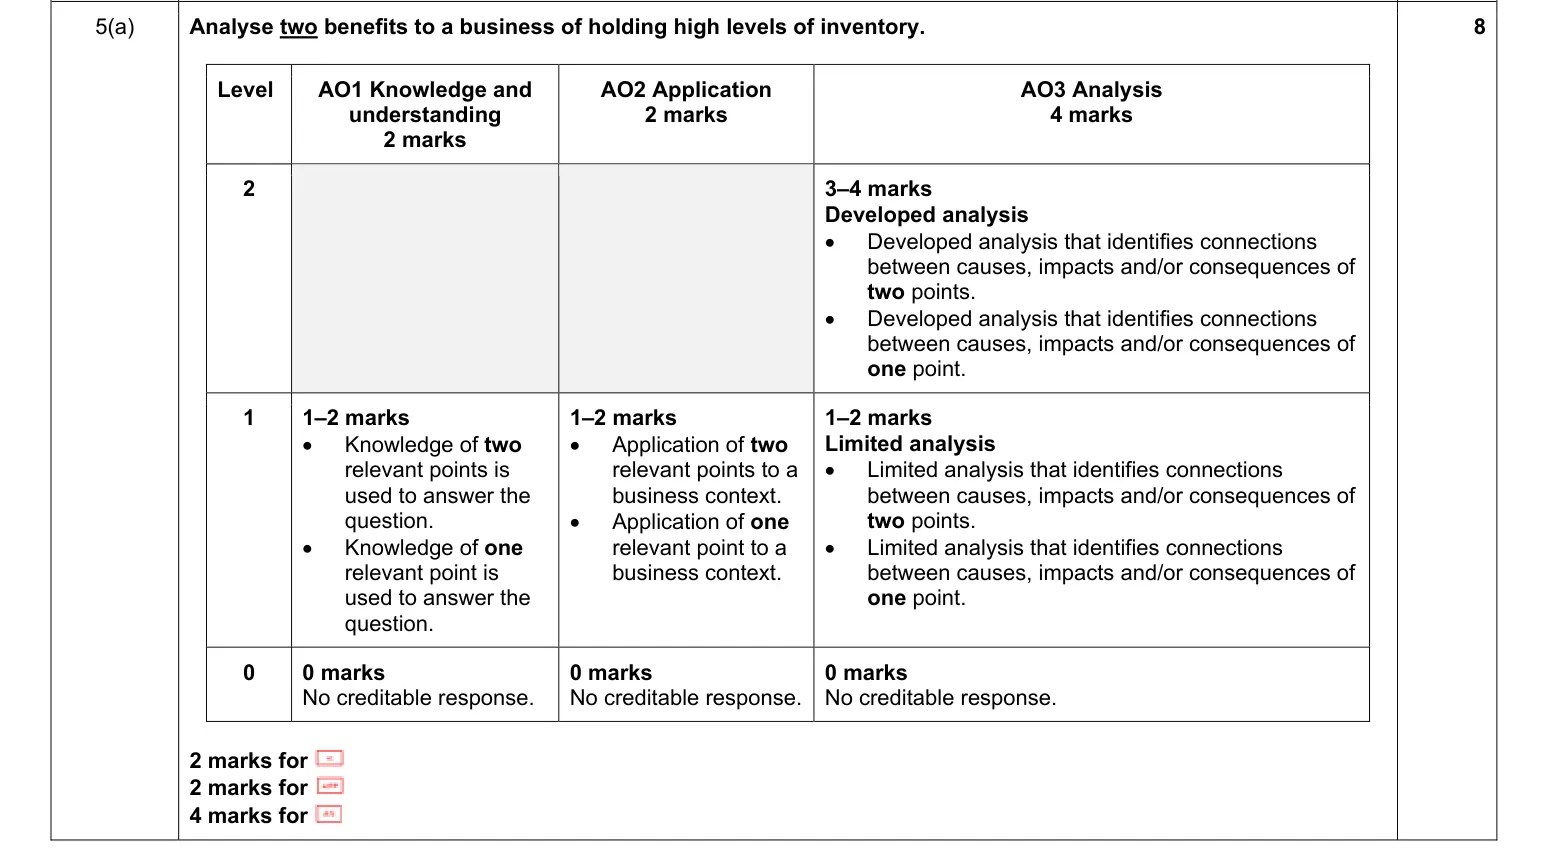 5(a)
Analyse two benefits to a business of holding high levels of inventory.
8
Level
AO1 Knowledge and
understanding
2 marks
AO2 Application
2 marks
AO3 Analysis
4 marks
2
3–4 marks
Developed analysis
• Developed analysis that identifies connections
between causes, impacts and/or consequences of
two points.
• Developed analysis that identifies connections
between causes, impacts and/or consequences of
one point.
1
1–2 marks
• Knowledge of two
relevant points is
used to answer the
question.
• Knowledge of one
relevant point is
used to answer the
question.
1–2 marks
• Application of two
relevant points to a
business context.
• Application of one
relevant point to a
business context.
1–2 marks
Limited analysis
• Limited analysis that identifies connections
between causes, impacts and/or consequences of
two points.
• Limited analysis that identifies connections
between causes, impacts and/or consequences of
one point.
0
0 marks
No creditable response.
0 marks
No creditable response.
0 marks
No creditable response.
2 marks for
2 marks for
4 marks for